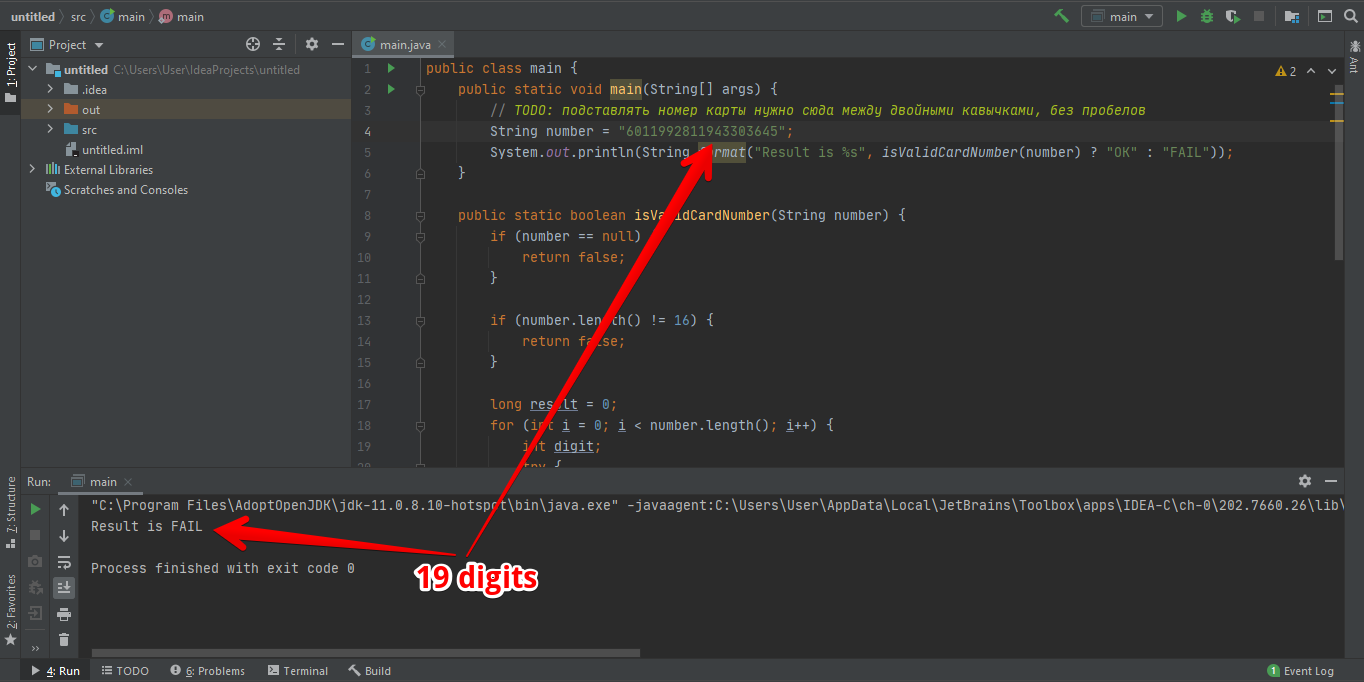 untitled src main main
main
Project
1: Project
Ant
main.java
untitled C:\Users\User\IdeaProjects\untitled
.idea
out
src
untitled.iml
External Libraries
Scratches and Consoles
2
1 public class main {
2 public static void main(String[] args) {
3 // TODO: подставлять номер карты нужно сюда между двойными кавычками, без пробелов
4 String number = "6011992811943303645";
5 System.out.println(String.format("Result is %s", isValidCardNumber(number) ? "OK" : "FAIL"));
6 }
7
8 public static boolean isValidCardNumber(String number) {
9 if (number == null)
10 return false;
11 }
12
13 if (number.length() != 16) {
14 return false;
15 }
16
17 long result = 0;
18 for (int i = 0; i < number.length(); i++) {
19 int digit;
20 try {
Run: main
7: Structure
2: Favorites
"C:\Program Files\AdoptOpenJDK\jdk-11.0.8.10-hotspot\bin\java.exe" -javaagent:C:\Users\User\AppData\Local\JetBrains\Toolbox\apps\IDEA-C\ch-0\202.7660.26\lib\
Result is FAIL
Process finished with exit code 0
19 digits
4: Run TODO 6: Problems Terminal Build
1 Event Log